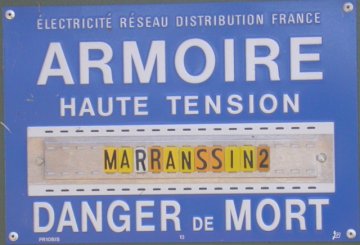 ÉLECTRICITÉ RÉSEAU DISTRIBUTION FRANCE
ARMOIRE
HAUTE TENSION
MARRANSSIN2
DANGER DE MORT